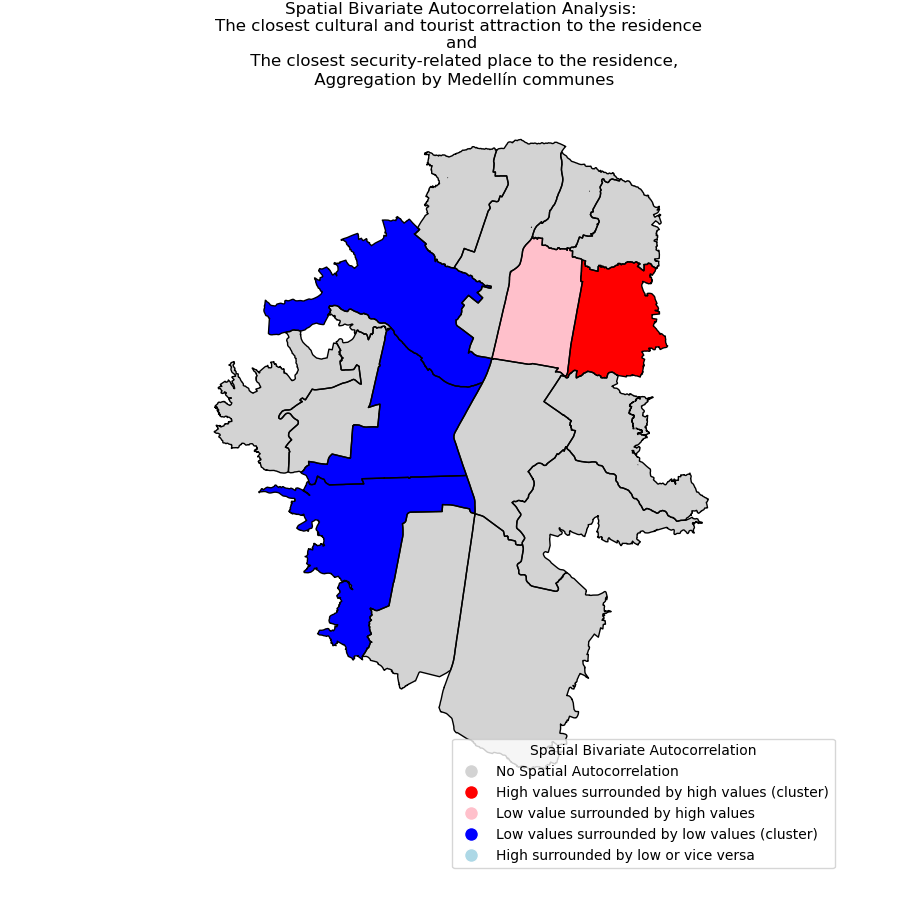 Spatial Bivariate Autocorrelation Analysis:
The closest cultural and tourist attraction to the residence
and
The closest security-related place to the residence,
Aggregation by Medellín communes
Spatial Bivariate Autocorrelation
No Spatial Autocorrelation
High values surrounded by high values (cluster)
Low value surrounded by high values
Low values surrounded by low values (cluster)
High surrounded by low or vice versa